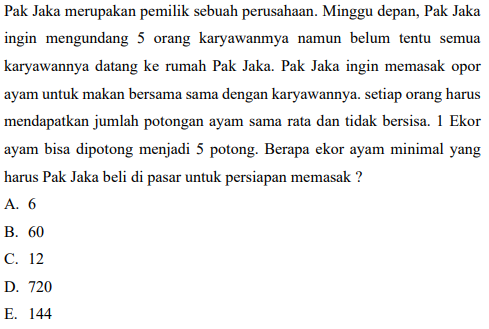 Pak Jaka merupakan pemilik sebuah perusahaan. Minggu depan, Pak Jaka
ingin mengundang 5 orang karyawanmya namun belum tentu semua
karyawannya datang ke rumah Pak Jaka. Pak Jaka ingin memasak opor
ayam untuk makan bersama sama dengan karyawannya. setiap orang harus
mendapatkan jumlah potongan ayam sama rata dan tidak bersisa. 1 Ekor
ayam bisa dipotong menjadi 5 potong. Berapa ekor ayam minimal yang
harus Pak Jaka beli di pasar untuk persiapan memasak ?
A. 6
B. 60
C. 12
D. 720
E. 144